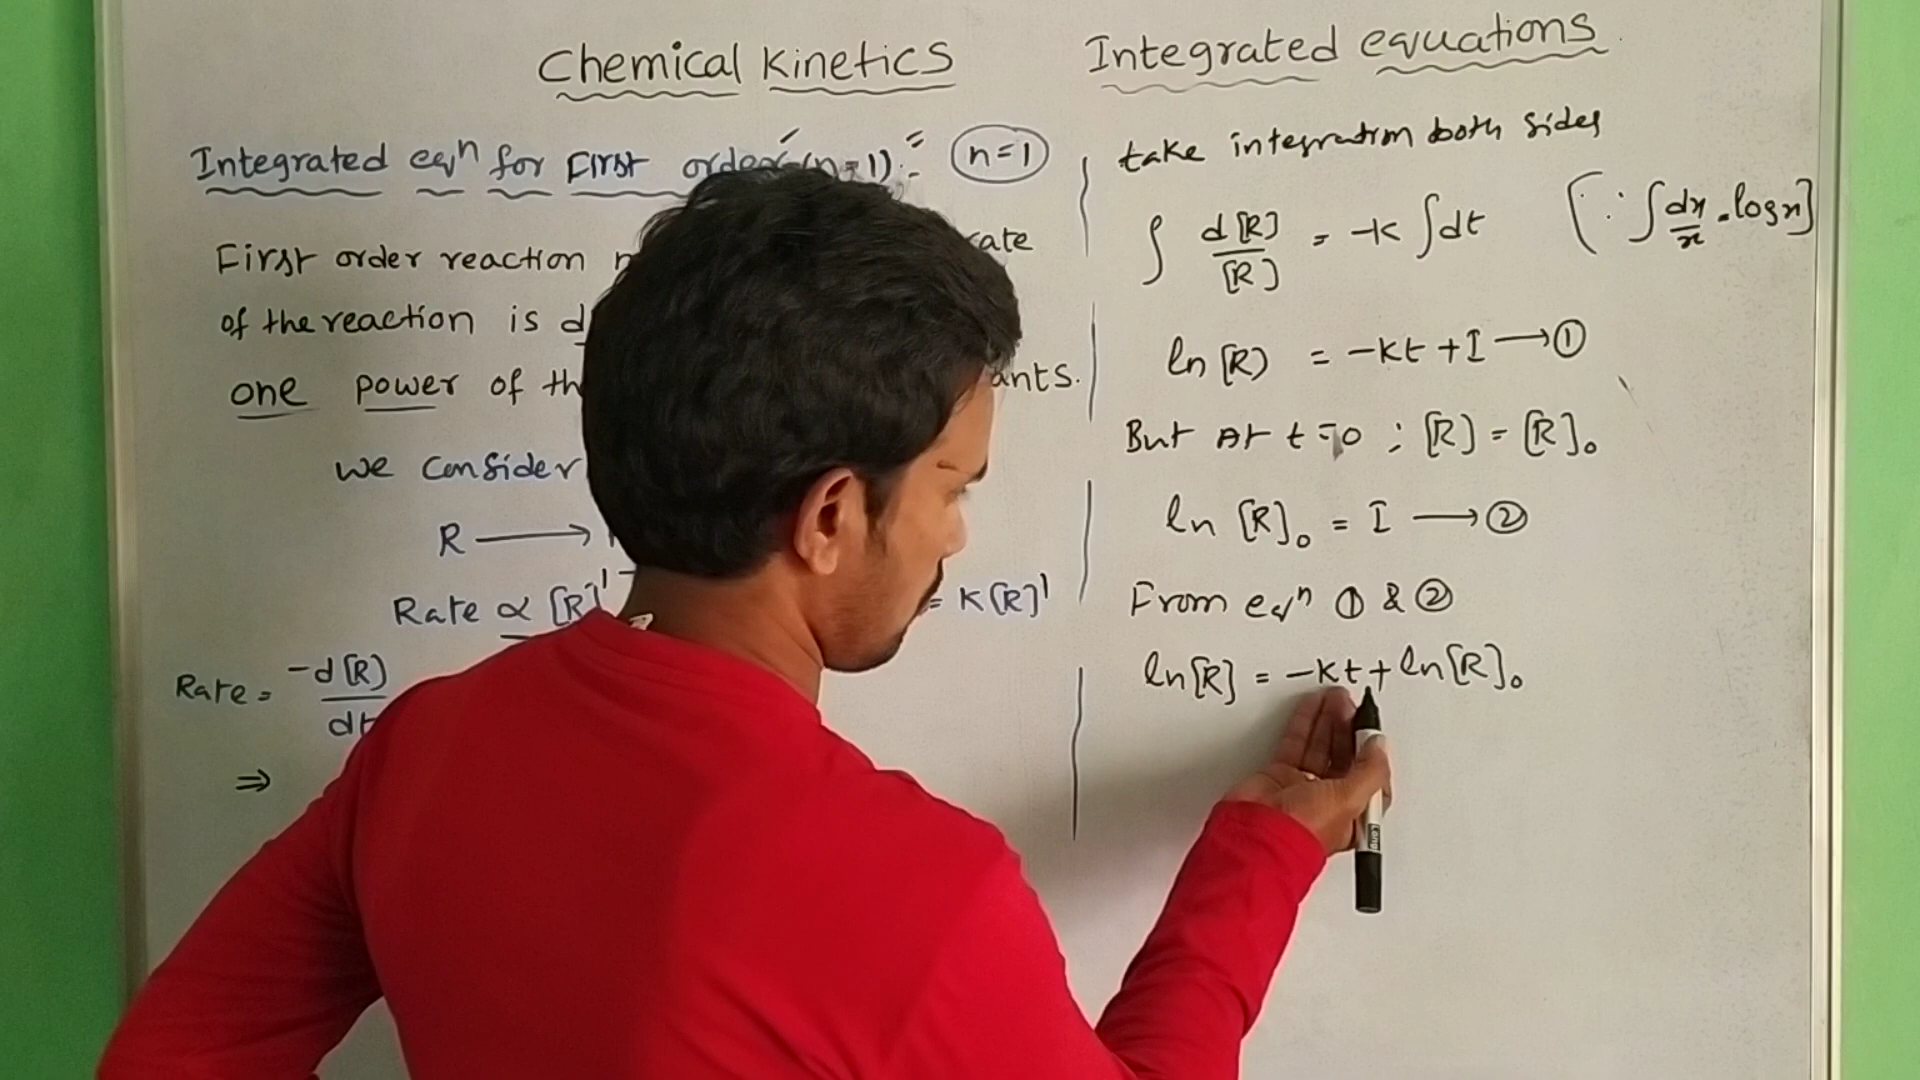 Chemical Kinetics
Integrated equations
Integrated eqⁿ for First order (n=1) :- (n=1)
First order reaction rate
of the reaction is
one power of th ants.
we consider
R ⟶
Rate ∝ [R]¹ = K[R]¹
Rate = -d[R]/dt
⇒
take integration both sides
∫ d[R]/[R] = -K ∫dt [∵ ∫dx/x = logx]
ln [R) = -Kt + I ⟶ ①
But At t=0 ; [R] = [R]₀
ln [R]₀ = I ⟶ ②
From eqⁿ ① & ②
ln[R] = -Kt + ln[R]₀